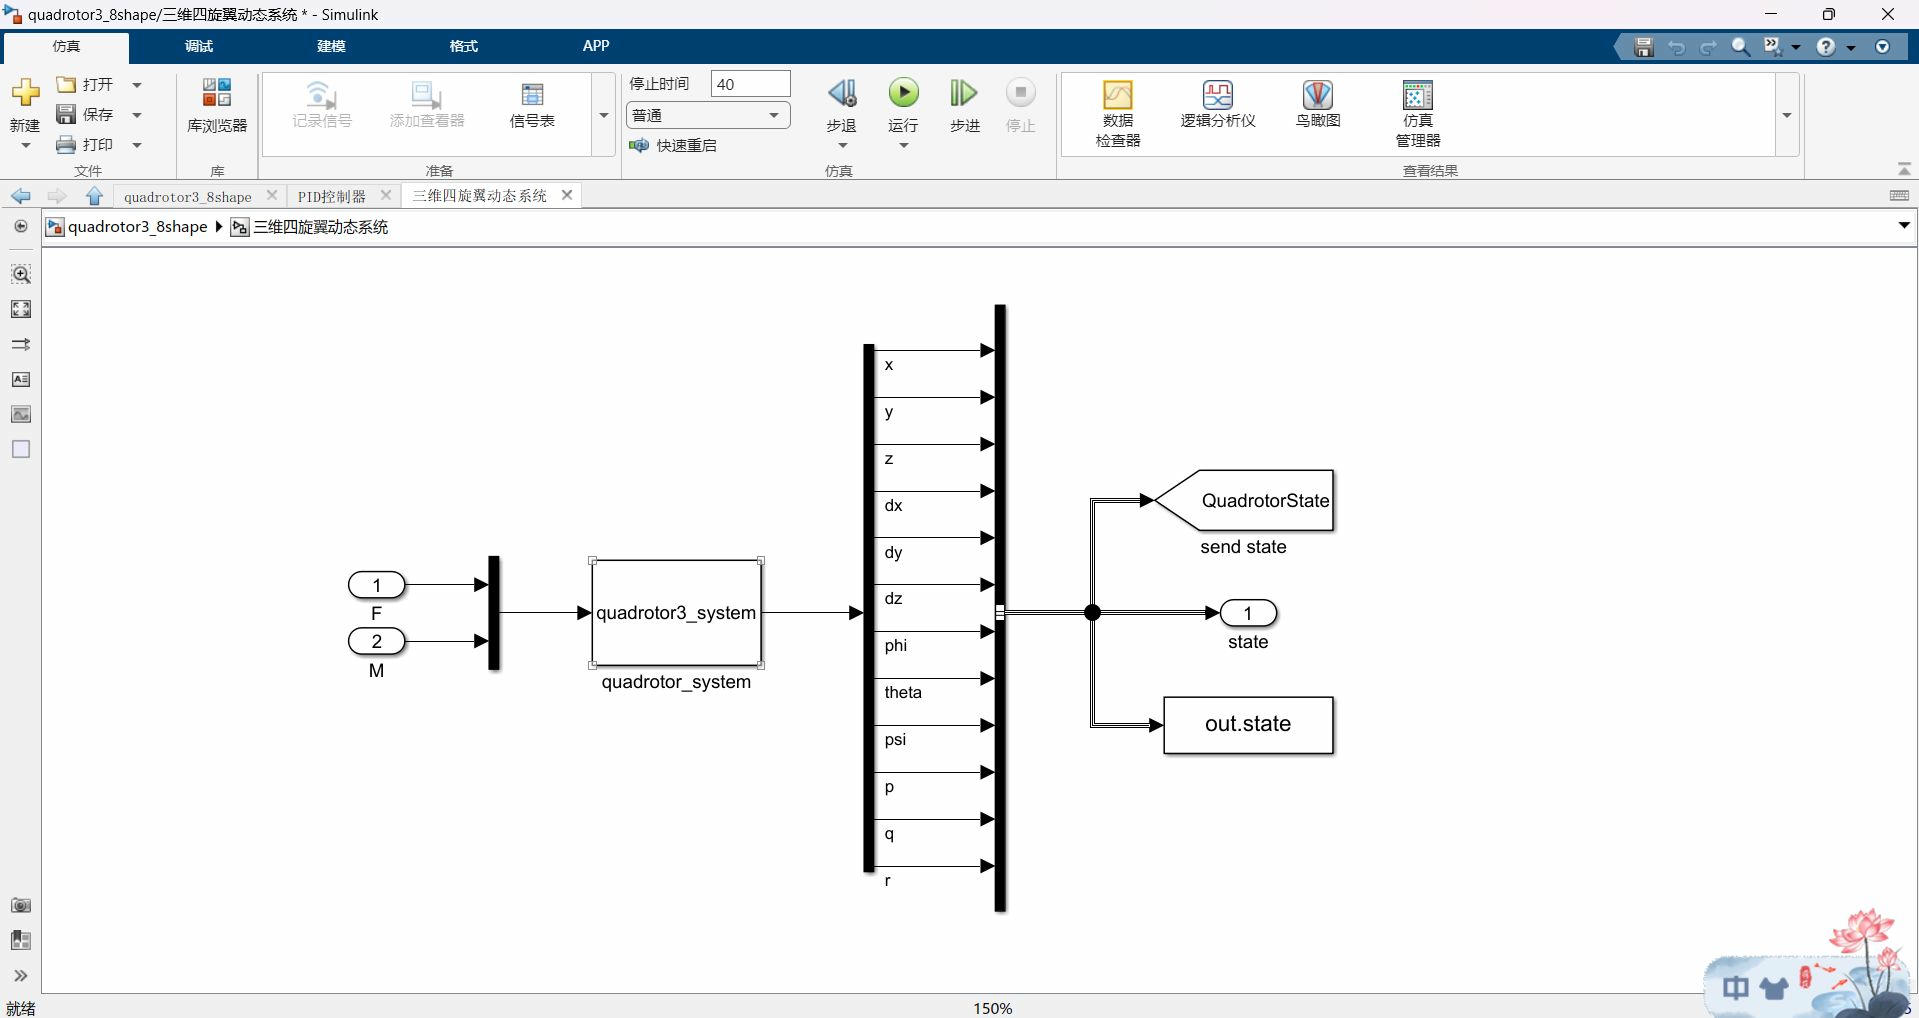 quadrotor3_8shape/三维四旋翼动态系统 * - Simulink
仿真
调试
建模
格式
APP
新建
打开
保存
打印
文件
库浏览器
库
记录信号
添加查看器
信号表
准备
停止时间
40
普通
快速重启
步退
运行
步进
停止
仿真
数据
检查器
逻辑分析仪
鸟瞰图
仿真
管理器
查看结果
quadrotor3_8shape
PID控制器
三维四旋翼动态系统
quadrotor3_8shape
三维四旋翼动态系统
1
F
2
M
quadrotor3_system
quadrotor_system
x
y
z
dx
dy
dz
phi
theta
psi
p
q
r
QuadrotorState
send state
1
state
out.state
中
就绪
150%